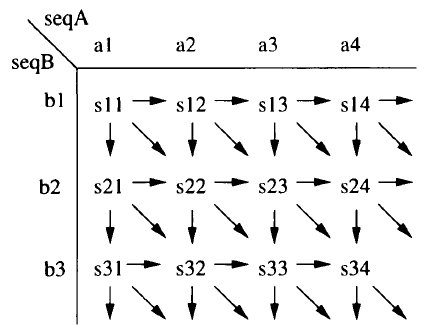 seqA
a1 a2 a3 a4
seqB
b1 s11 s12 s13 s14
b2 s21 s22 s23 s24
b3 s31 s32 s33 s34